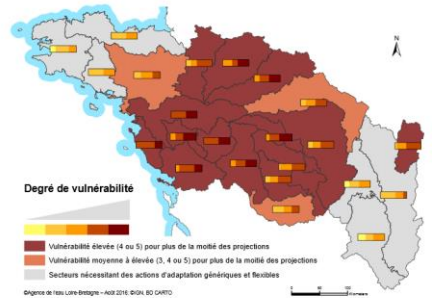 N
Degré de vulnérabilité
Vulnérabilité élevée (4 ou 5) pour plus de la moitié des projections
Vulnérabilité moyenne à élevée (3, 4 ou 5) pour plus de la moitié des projections
Secteurs nécessitant des actions d'adaptation génériques et flexibles
©Agence de l'eau Loire-Bretagne – Août 2016; ©IGN, BD CARTO